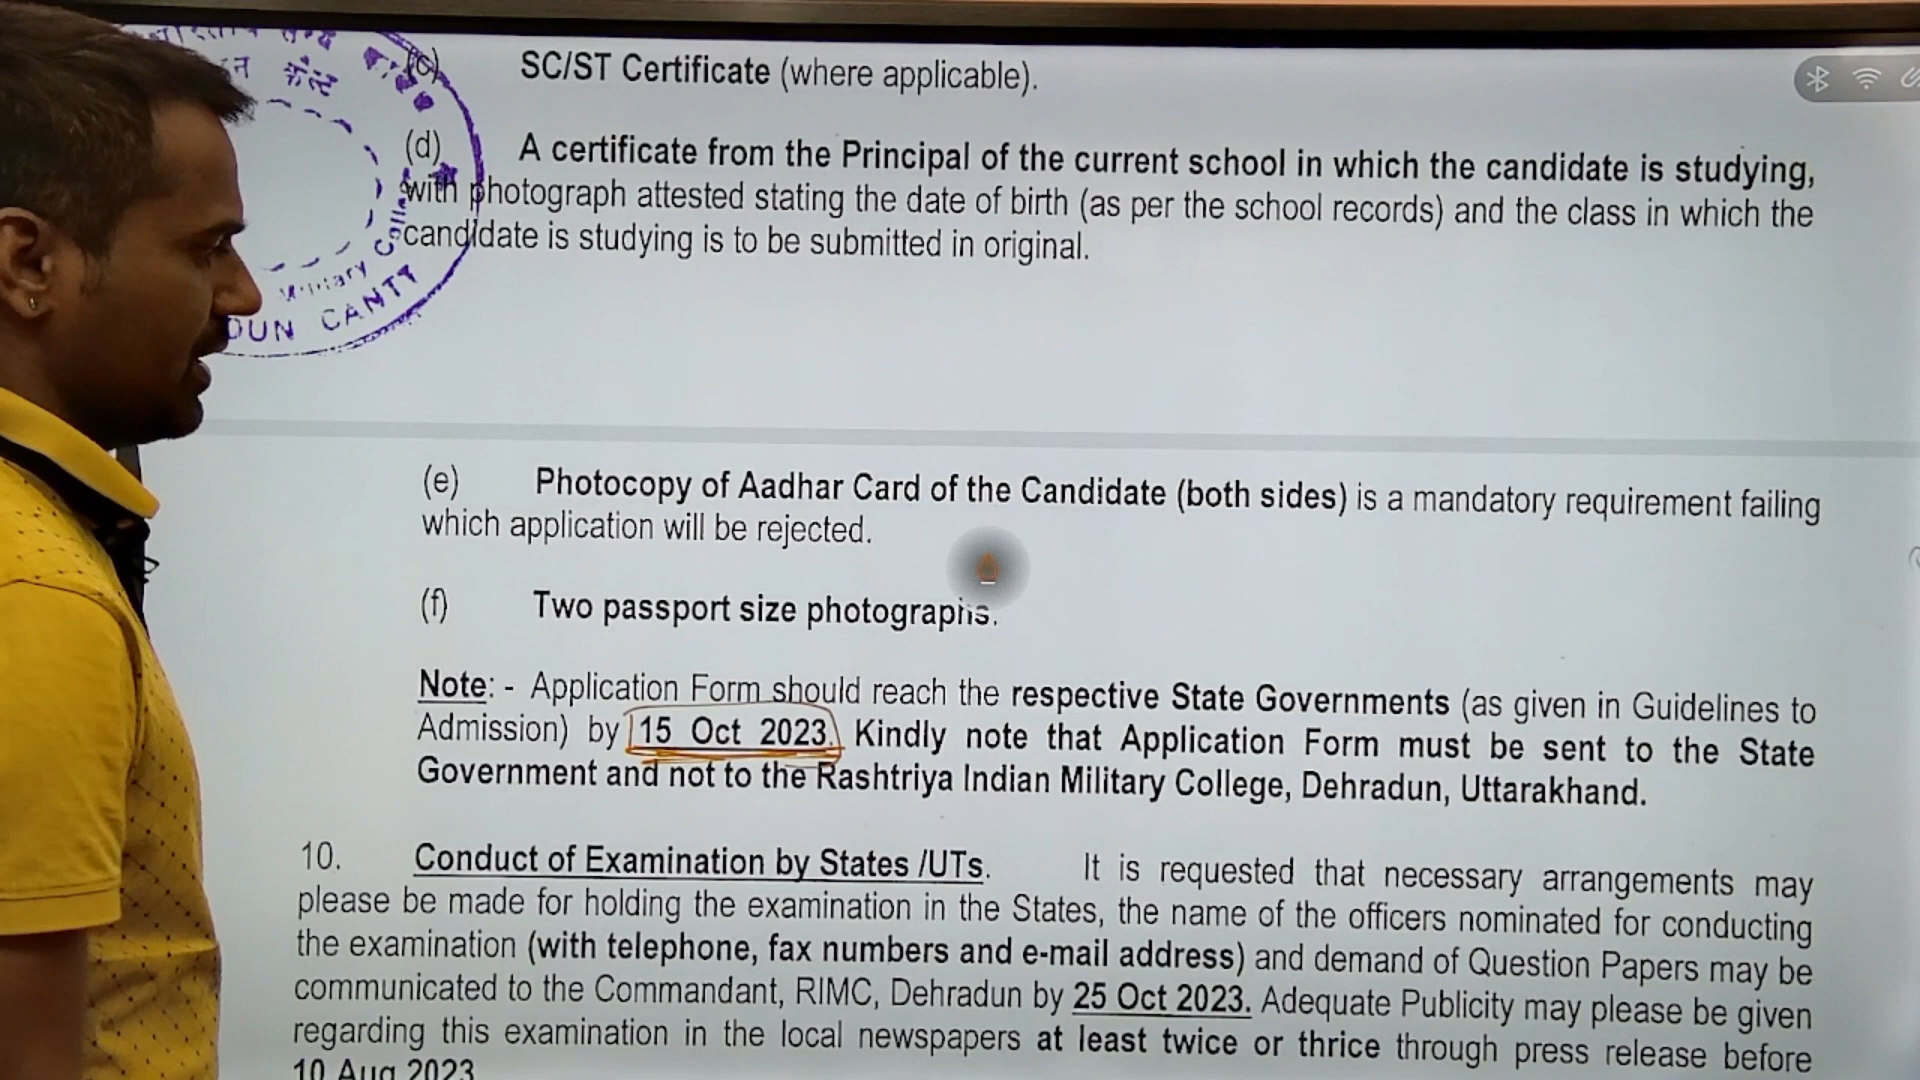 (c) SC/ST Certificate (where applicable).
(d) A certificate from the Principal of the current school in which the candidate is studying,
with photograph attested stating the date of birth (as per the school records) and the class in which the
candidate is studying is to be submitted in original.
Military Colle
DUN CANTT
(e) Photocopy of Aadhar Card of the Candidate (both sides) is a mandatory requirement failing
which application will be rejected.
(f) Two passport size photographs.
Note: - Application Form should reach the respective State Governments (as given in Guidelines to
Admission) by 15 Oct 2023. Kindly note that Application Form must be sent to the State
Government and not to the Rashtriya Indian Military College, Dehradun, Uttarakhand.
10. Conduct of Examination by States /UTs. It is requested that necessary arrangements may
please be made for holding the examination in the States, the name of the officers nominated for conducting
the examination (with telephone, fax numbers and e-mail address) and demand of Question Papers may be
communicated to the Commandant, RIMC, Dehradun by 25 Oct 2023. Adequate Publicity may please be given
regarding this examination in the local newspapers at least twice or thrice through press release before
10 Aug 2023